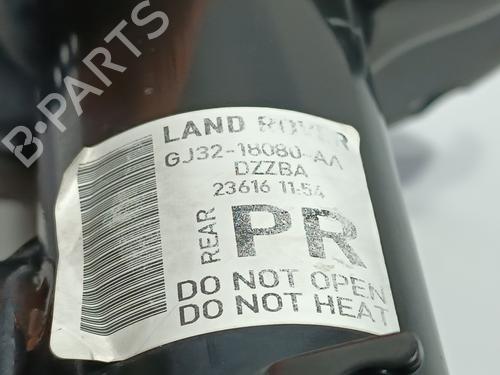 LAND ROVER
GJ32-18080-AA
DZZBA
23616 11:54
REAR
PR
DO NOT OPEN
DO NOT HEAT
B-PARTS